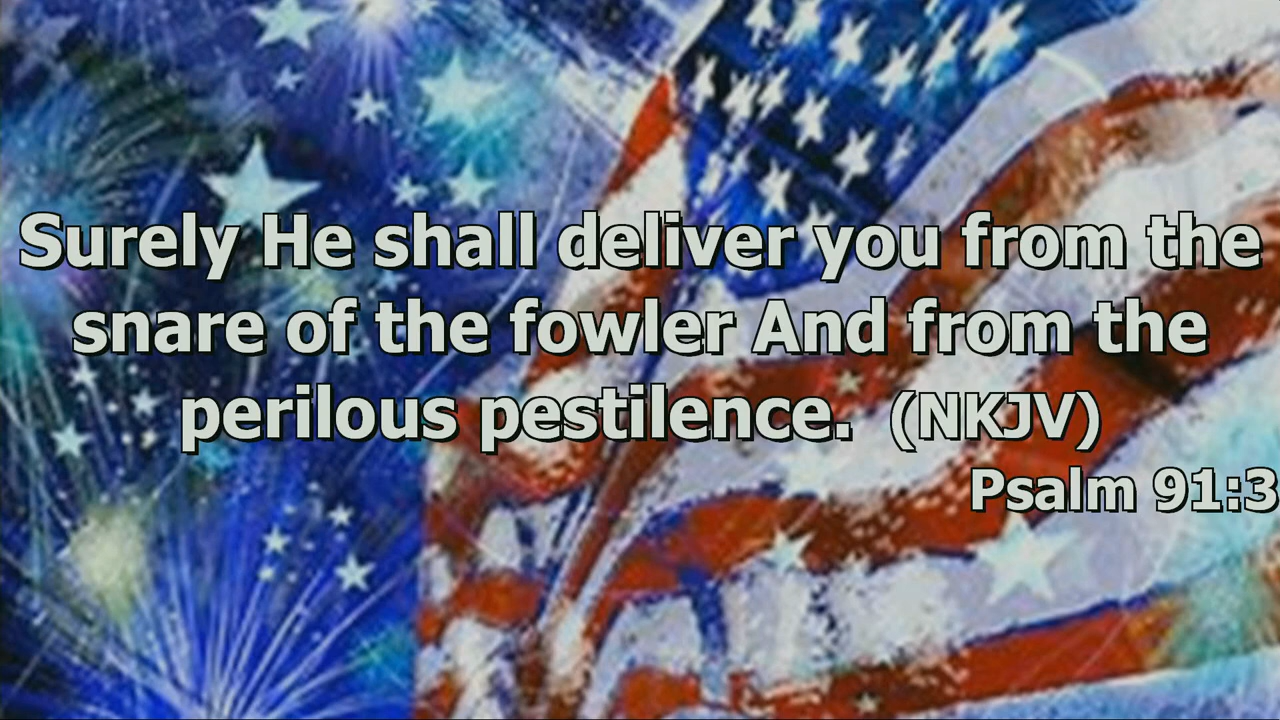 Surely He shall deliver you from the
snare of the fowler And from the
perilous pestilence.  (NKJV)
Psalm 91:3